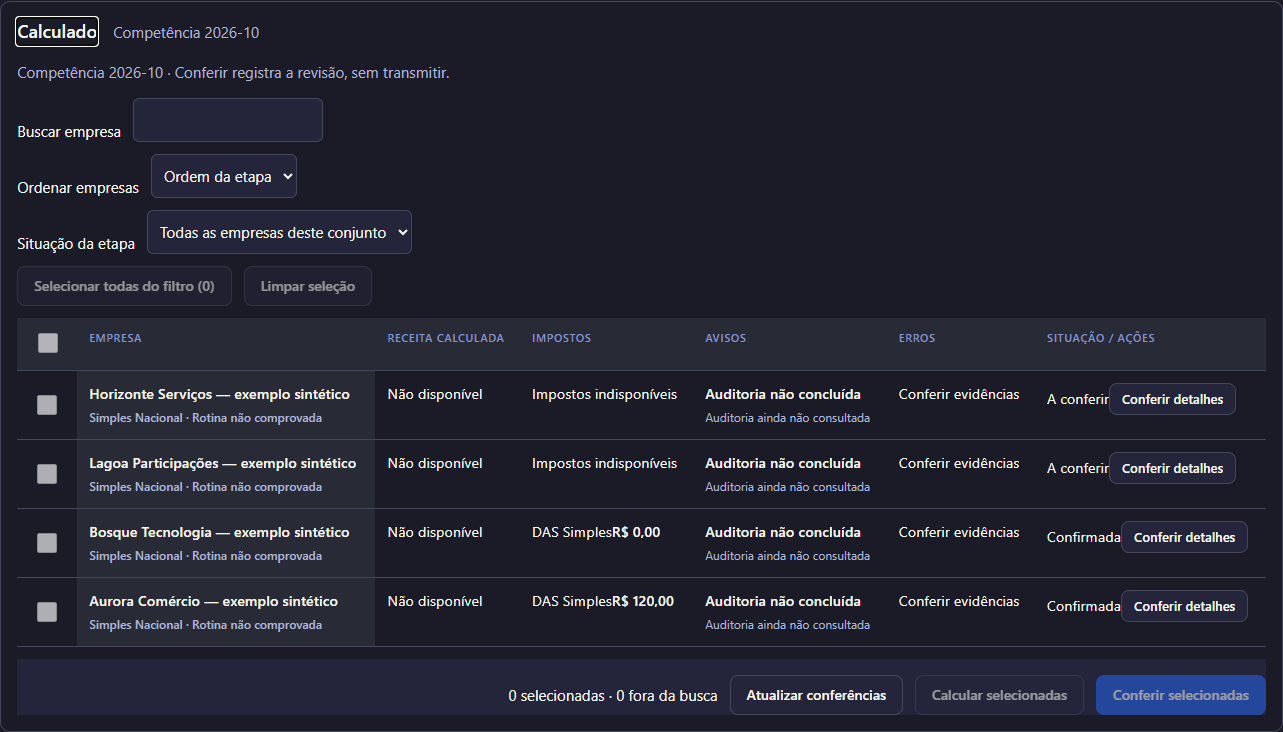 Calculado Competência 2026-10
Competência 2026-10 · Conferir registra a revisão, sem transmitir.
Buscar empresa
Ordenar empresas Ordem da etapa
Situação da etapa Todas as empresas deste conjunto
Selecionar todas do filtro (0) Limpar seleção
EMPRESA RECEITA CALCULADA IMPOSTOS AVISOS ERROS SITUAÇÃO / AÇÕES
Horizonte Serviços — exemplo sintético Não disponível Impostos indisponíveis Auditoria não concluída Conferir evidências A conferir Conferir detalhes
Simples Nacional · Rotina não comprovada Auditoria ainda não consultada
Lagoa Participações — exemplo sintético Não disponível Impostos indisponíveis Auditoria não concluída Conferir evidências A conferir Conferir detalhes
Simples Nacional · Rotina não comprovada Auditoria ainda não consultada
Bosque Tecnologia — exemplo sintético Não disponível DAS SimplesR$ 0,00 Auditoria não concluída Conferir evidências Confirmada Conferir detalhes
Simples Nacional · Rotina não comprovada Auditoria ainda não consultada
Aurora Comércio — exemplo sintético Não disponível DAS SimplesR$ 120,00 Auditoria não concluída Conferir evidências Confirmada Conferir detalhes
Simples Nacional · Rotina não comprovada Auditoria ainda não consultada
0 selecionadas · 0 fora da busca Atualizar conferências Calcular selecionadas Conferir selecionadas